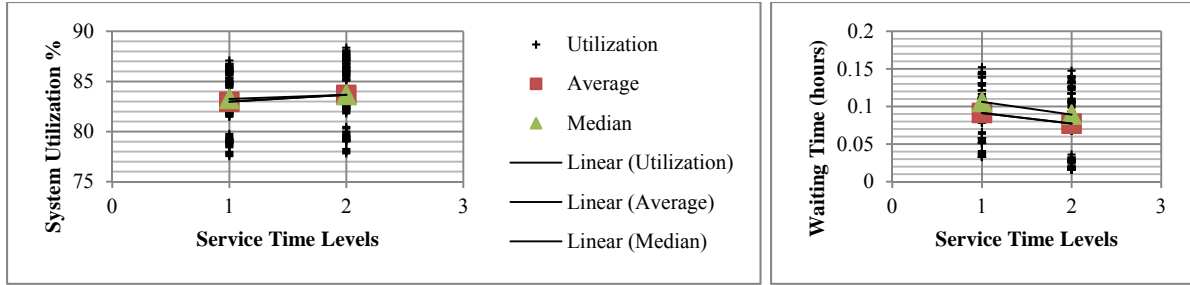 System Utilization %
90
85
80
75
0
1
2
3
Service Time Levels
Utilization
Average
Median
Linear (Utilization)
Linear (Average)
Linear (Median)
Waiting Time (hours)
0.2
0.15
0.1
0.05
0
0
1
2
3
Service Time Levels